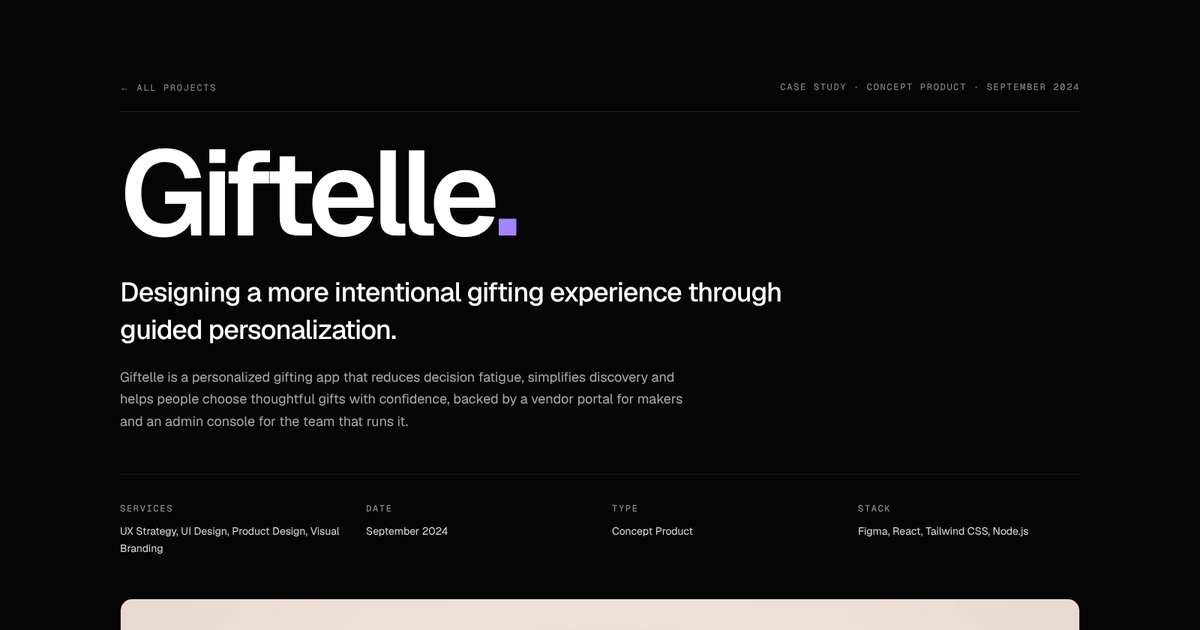 ← ALL PROJECTS
CASE STUDY · CONCEPT PRODUCT · SEPTEMBER 2024
Giftelle.
Designing a more intentional gifting experience through
guided personalization.
Giftelle is a personalized gifting app that reduces decision fatigue, simplifies discovery and
helps people choose thoughtful gifts with confidence, backed by a vendor portal for makers
and an admin console for the team that runs it.
SERVICES
UX Strategy, UI Design, Product Design, Visual
Branding
DATE
September 2024
TYPE
Concept Product
STACK
Figma, React, Tailwind CSS, Node.js